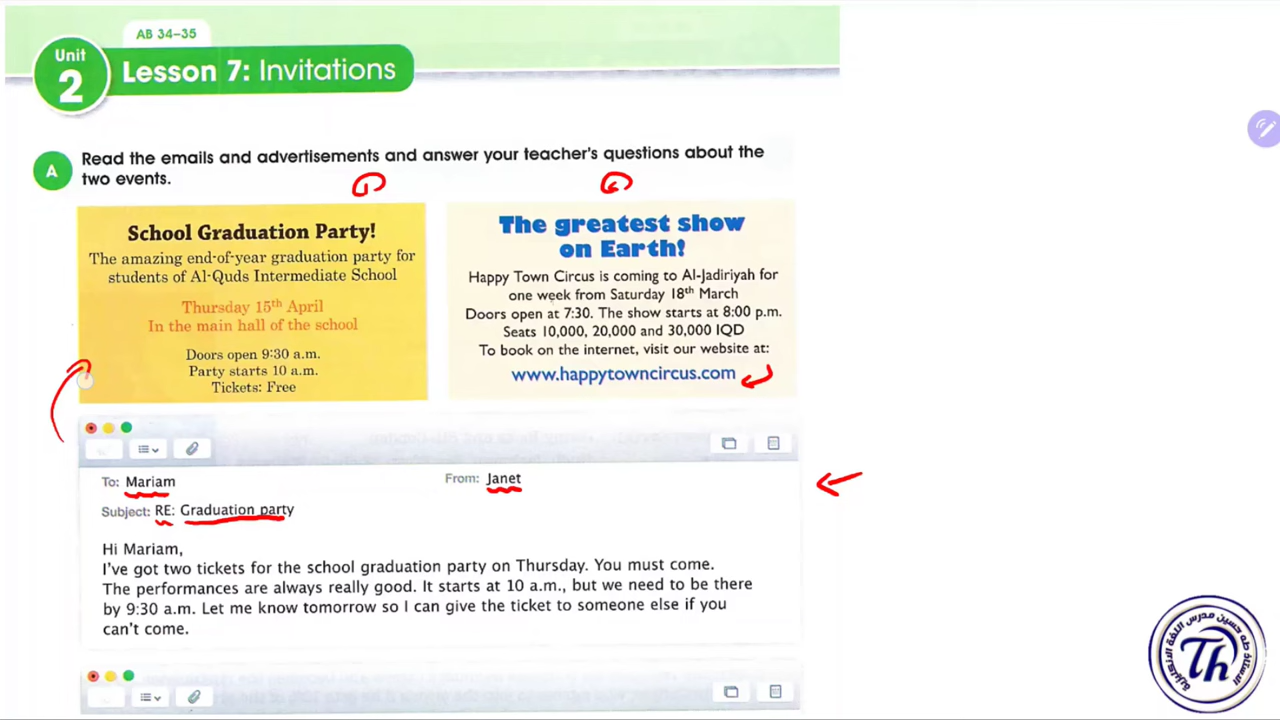 AB 34–35
Unit
2
Lesson 7: Invitations
A
Read the emails and advertisements and answer your teacher's questions about the
two events.
1
School Graduation Party!
The amazing end-of-year graduation party for
students of Al-Quds Intermediate School
Thursday 15th April
In the main hall of the school
Doors open 9:30 a.m.
Party starts 10 a.m.
Tickets: Free
The greatest show
on Earth!
Happy Town Circus is coming to Al-Jadiriyah for
one week from Saturday 18th March
Doors open at 7:30. The show starts at 8:00 p.m.
Seats 10,000, 20,000 and 30,000 IQD
To book on the internet, visit our website at:
www.happytowncircus.com
To: Mariam
From: Janet
Subject: RE: Graduation party
Hi Mariam,
I've got two tickets for the school graduation party on Thursday. You must come.
The performances are always really good. It starts at 10 a.m., but we need to be there
by 9:30 a.m. Let me know tomorrow so I can give the ticket to someone else if you
can't come.
الاستاذ طه حسين مدرس اللغة الانكليزية
Th